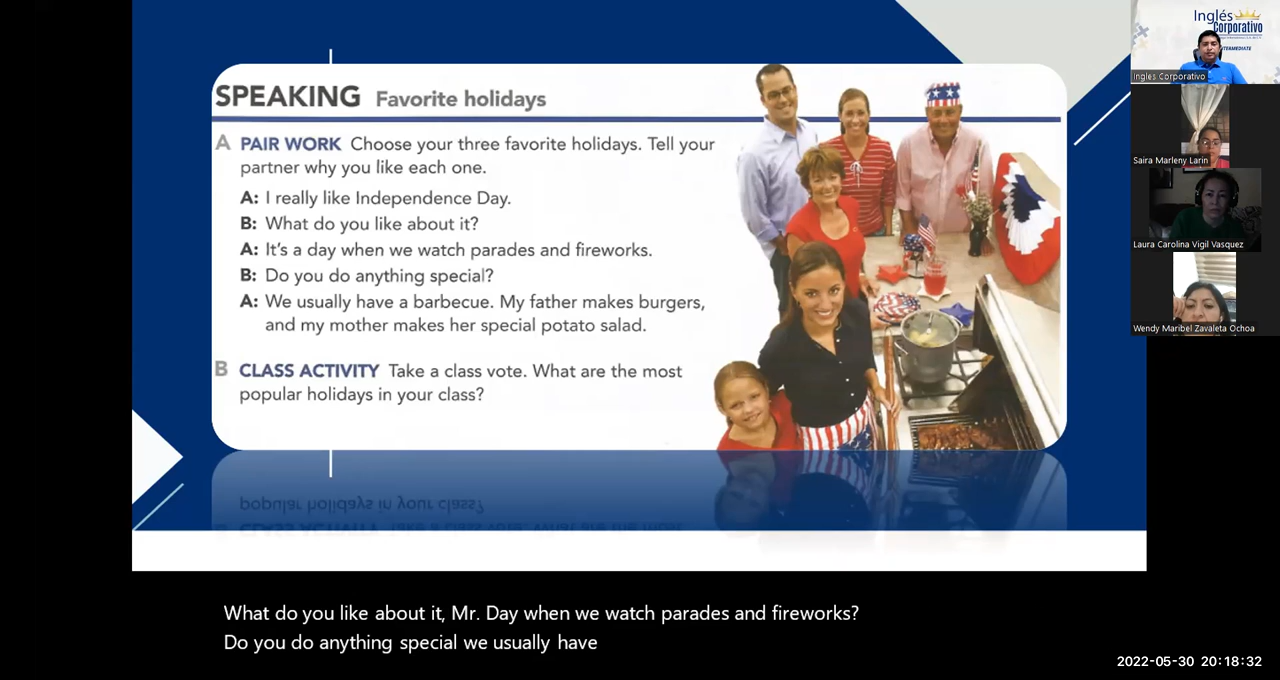 SPEAKING Favorite holidays
A PAIR WORK Choose your three favorite holidays. Tell your
partner why you like each one.
A: I really like Independence Day.
B: What do you like about it?
A: It's a day when we watch parades and fireworks.
B: Do you do anything special?
A: We usually have a barbecue. My father makes burgers,
and my mother makes her special potato salad.
B CLASS ACTIVITY Take a class vote. What are the most
popular holidays in your class?
Inglés
Corporativo
INTERMEDIATE
Ingles Corporativo
Saira Marleny Larin
Laura Carolina Vigil Vasquez
Wendy Maribel Zavaleta Ochoa
What do you like about it, Mr. Day when we watch parades and fireworks?
Do you do anything special we usually have
2022-05-30 20:18:32